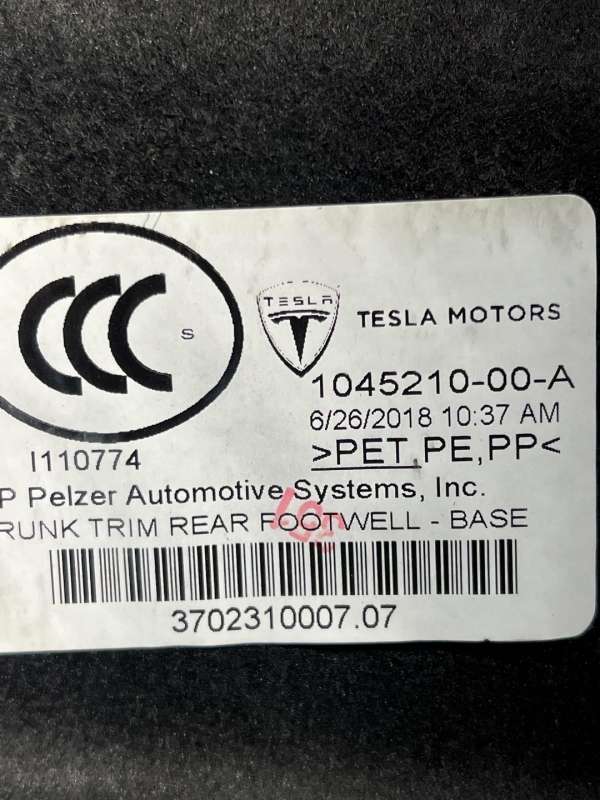 CCC S
TESLA
TESLA MOTORS
1045210-00-A
6/26/2018 10:37 AM
>PET,PE,PP<
I110774
P Pelzer Automotive Systems, Inc.
RUNK TRIM REAR FOOTWELL - BASE
3702310007.07